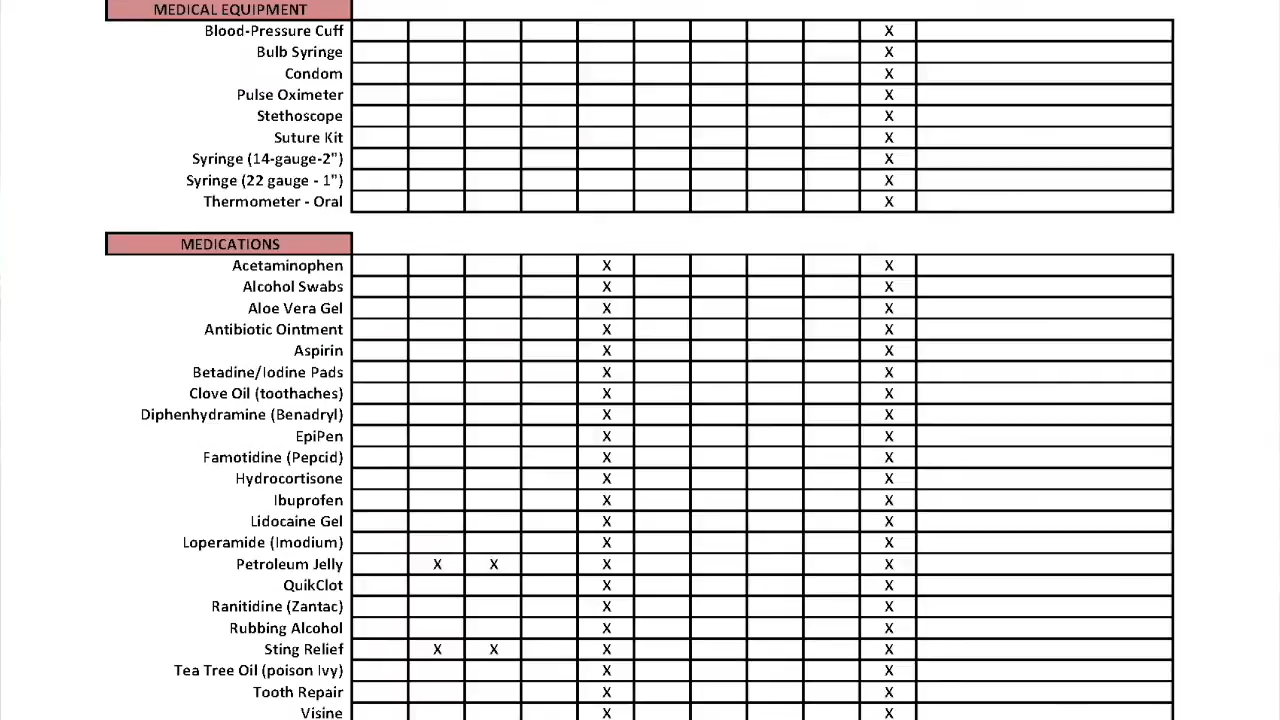 MEDICAL EQUIPMENT
Blood-Pressure Cuff X
Bulb Syringe X
Condom X
Pulse Oximeter X
Stethoscope X
Suture Kit X
Syringe (14-gauge-2") X
Syringe (22 gauge - 1") X
Thermometer - Oral X
MEDICATIONS
Acetaminophen X X
Alcohol Swabs X X
Aloe Vera Gel X X
Antibiotic Ointment X X
Aspirin X X
Betadine/Iodine Pads X X
Clove Oil (toothaches) X X
Diphenhydramine (Benadryl) X X
EpiPen X X
Famotidine (Pepcid) X X
Hydrocortisone X X
Ibuprofen X X
Lidocaine Gel X X
Loperamide (Imodium) X X
Petroleum Jelly X X X X
QuikClot X X
Ranitidine (Zantac) X X
Rubbing Alcohol X X
Sting Relief X X X X
Tea Tree Oil (poison Ivy) X X
Tooth Repair X X
Visine X X